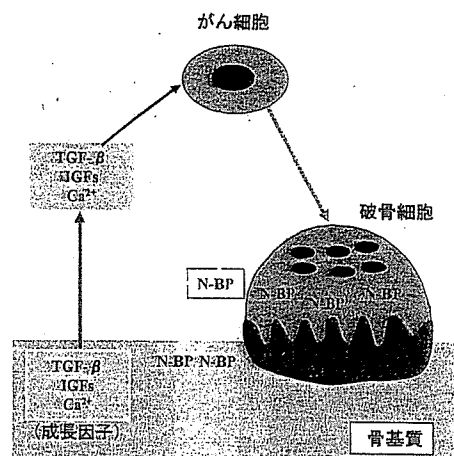 がん細胞
TGF-β
IGFs
Ca²⁺
破骨細胞
N-BP
N-BP N-BP N-BP
N-BP N-BP
TGF-β
IGFs
Ca²⁺
(成長因子)
骨基質